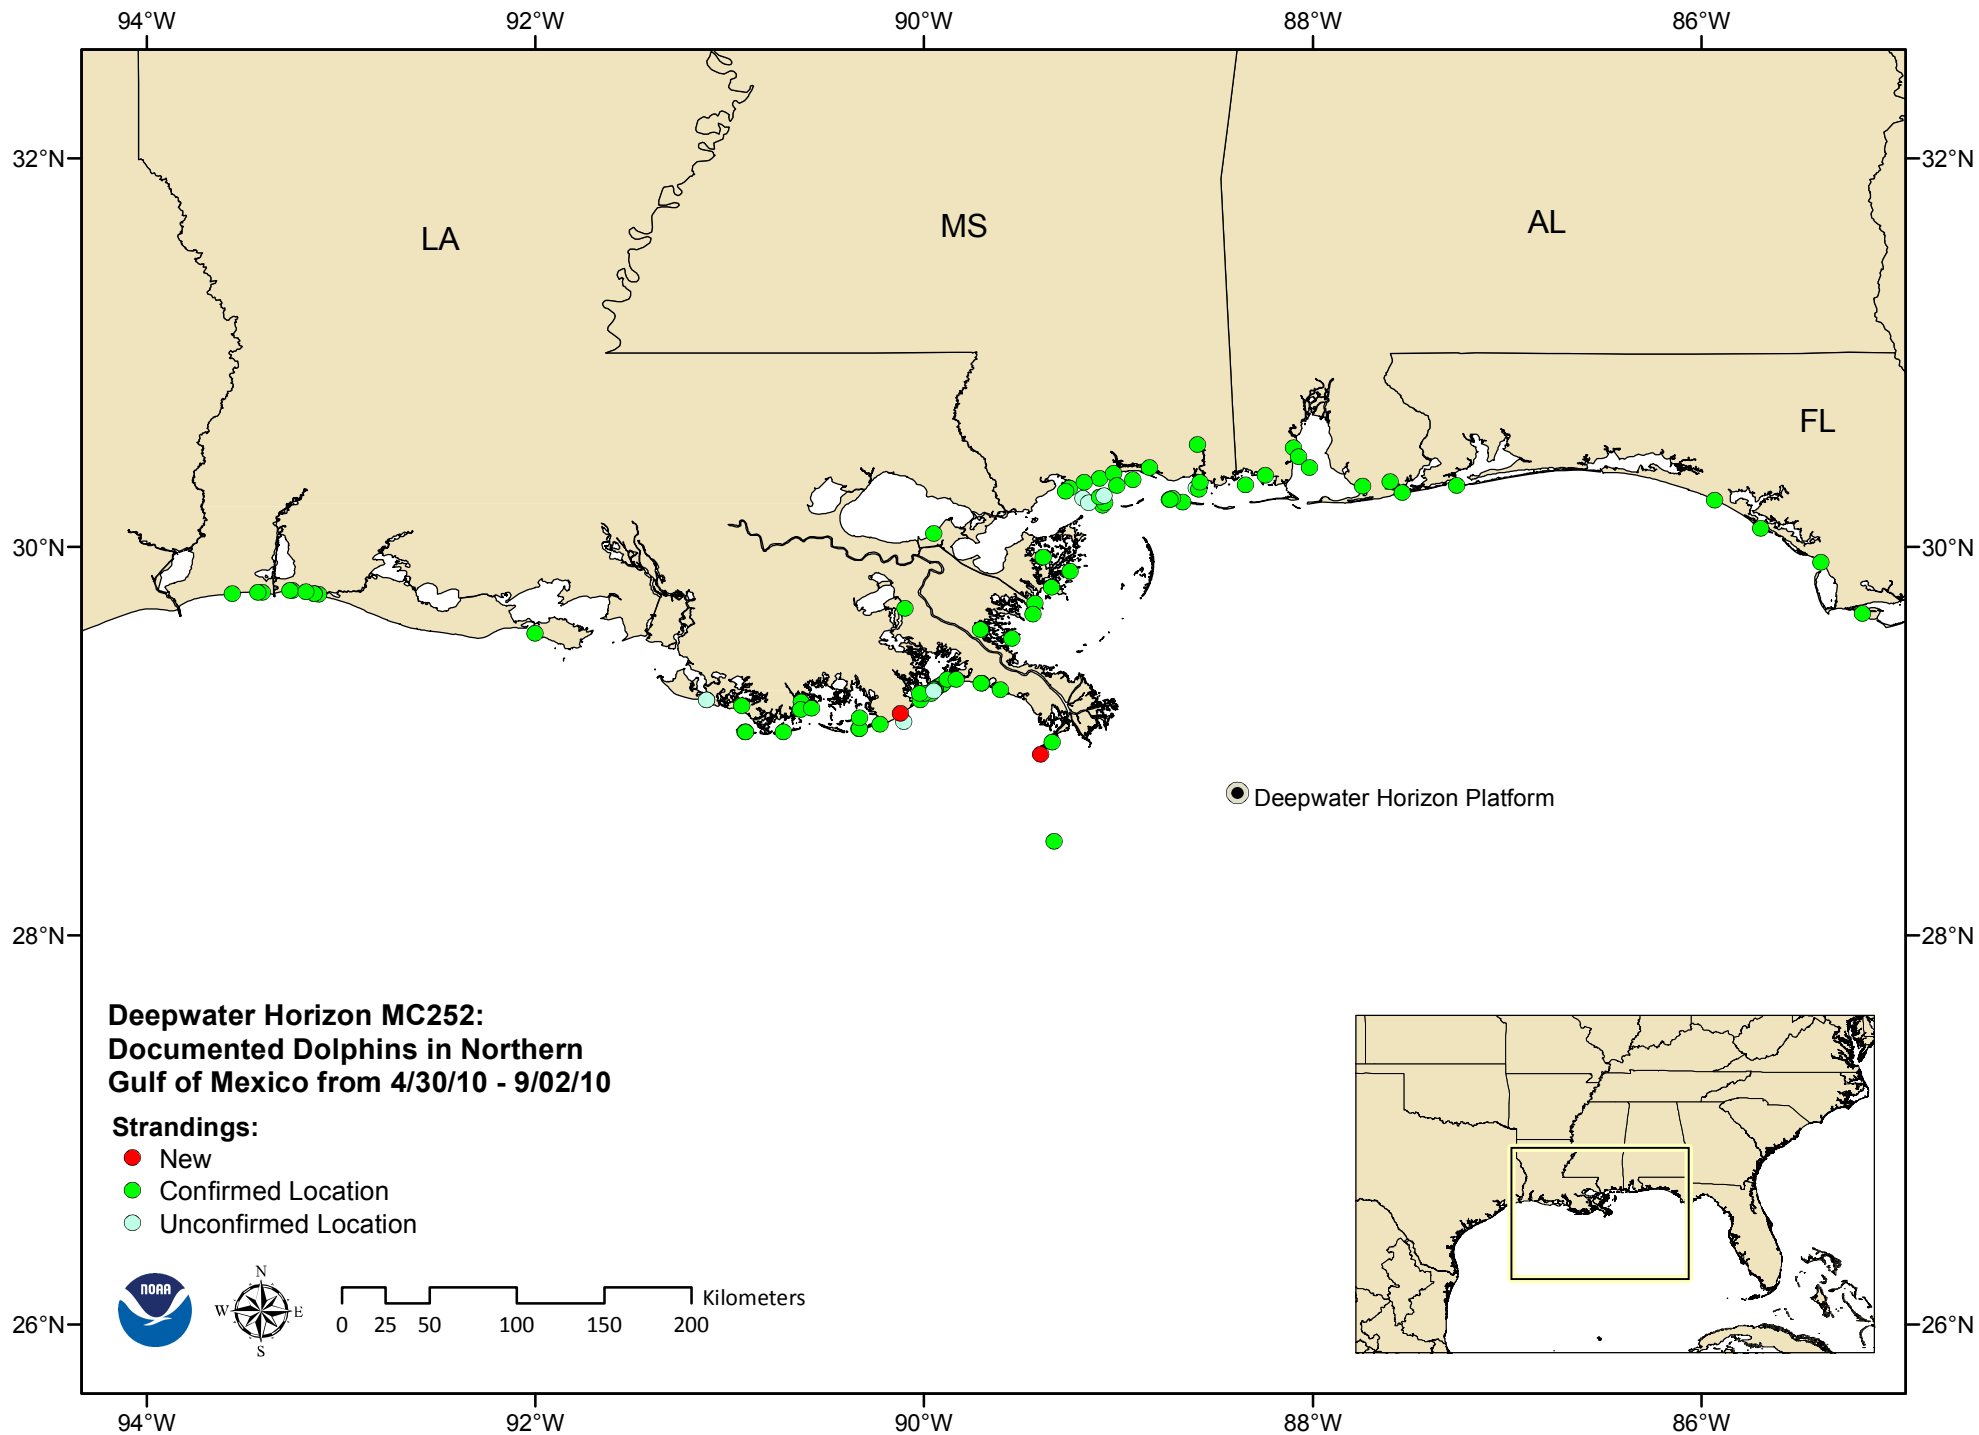 94°W 92°W 90°W 88°W 86°W
32°N 32°N
LA MS AL
FL
30°N 30°N
Deepwater Horizon Platform
28°N 28°N
Deepwater Horizon MC252:
Documented Dolphins in Northern
Gulf of Mexico from 4/30/10 - 9/02/10
Strandings:
New
Confirmed Location
Unconfirmed Location
NOAA
N
W E
S
Kilometers
0 25 50 100 150 200
26°N 26°N
94°W 92°W 90°W 88°W 86°W